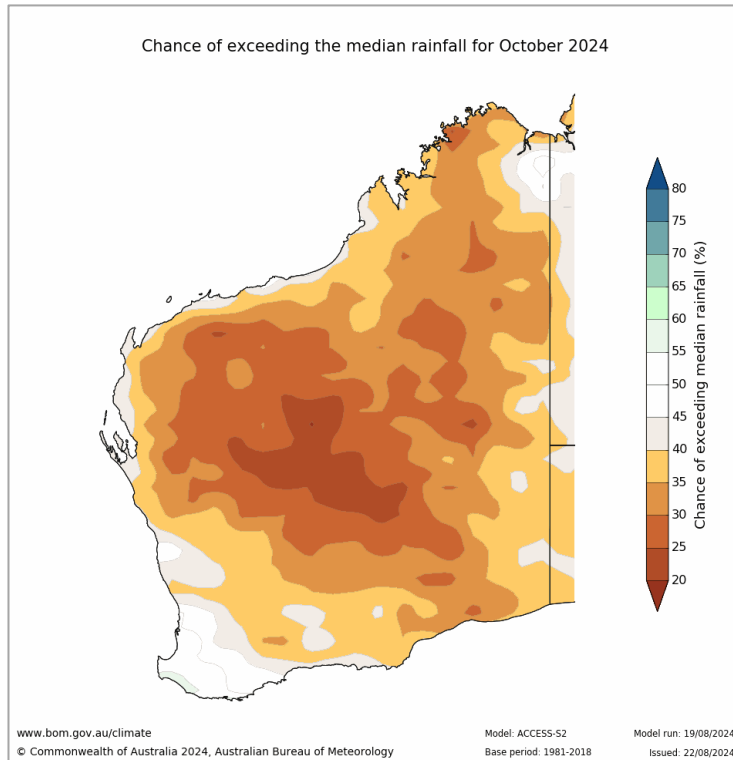 Chance of exceeding the median rainfall for October 2024
80
75
70
65
60
55
50
45
40
35
30
25
20
Chance of exceeding median rainfall (%)
www.bom.gov.au/climate
© Commonwealth of Australia 2024, Australian Bureau of Meteorology
Model: ACCESS-S2
Base period: 1981-2018
Model run: 19/08/2024
Issued: 22/08/2024